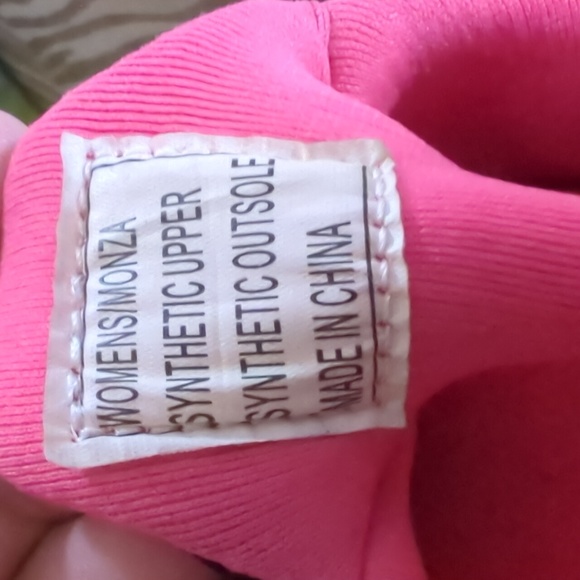 WOMENS/MONZA
SYNTHETIC UPPER
SYNTHETIC OUTSOLE
MADE IN CHINA